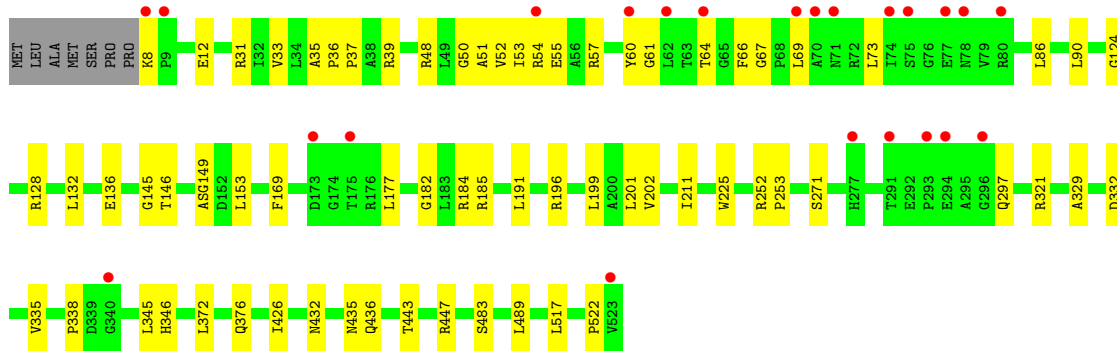 MET LEU ALA MET SER PRO PRO K8 P9 E12 R31 I32 V33 L34 A35 P36 P37 A38 R39 R48 L49 G50 A51 V52 I53 R54 E55 A56 R57 Y60 G61 L62 T63 T64 G65 F66 G67 P68 L69 A70 N71 R72 L73 I74 S75 G76 E77 N78 V79 R80 L86 L90 G124
R128 L132 E136 G145 T146 ASG149 D152 L153 F169 D173 G174 T175 R176 L177 G182 L183 R184 R185 L191 R196 L199 A200 L201 V202 I211 W225 R252 P253 S271 H277 T291 E292 P293 E294 A295 G296 Q297 R321 A329 D332
V335 P338 D339 G340 L345 H346 L372 Q376 I426 N432 N435 Q436 T443 R447 S483 L489 L517 P522 V523